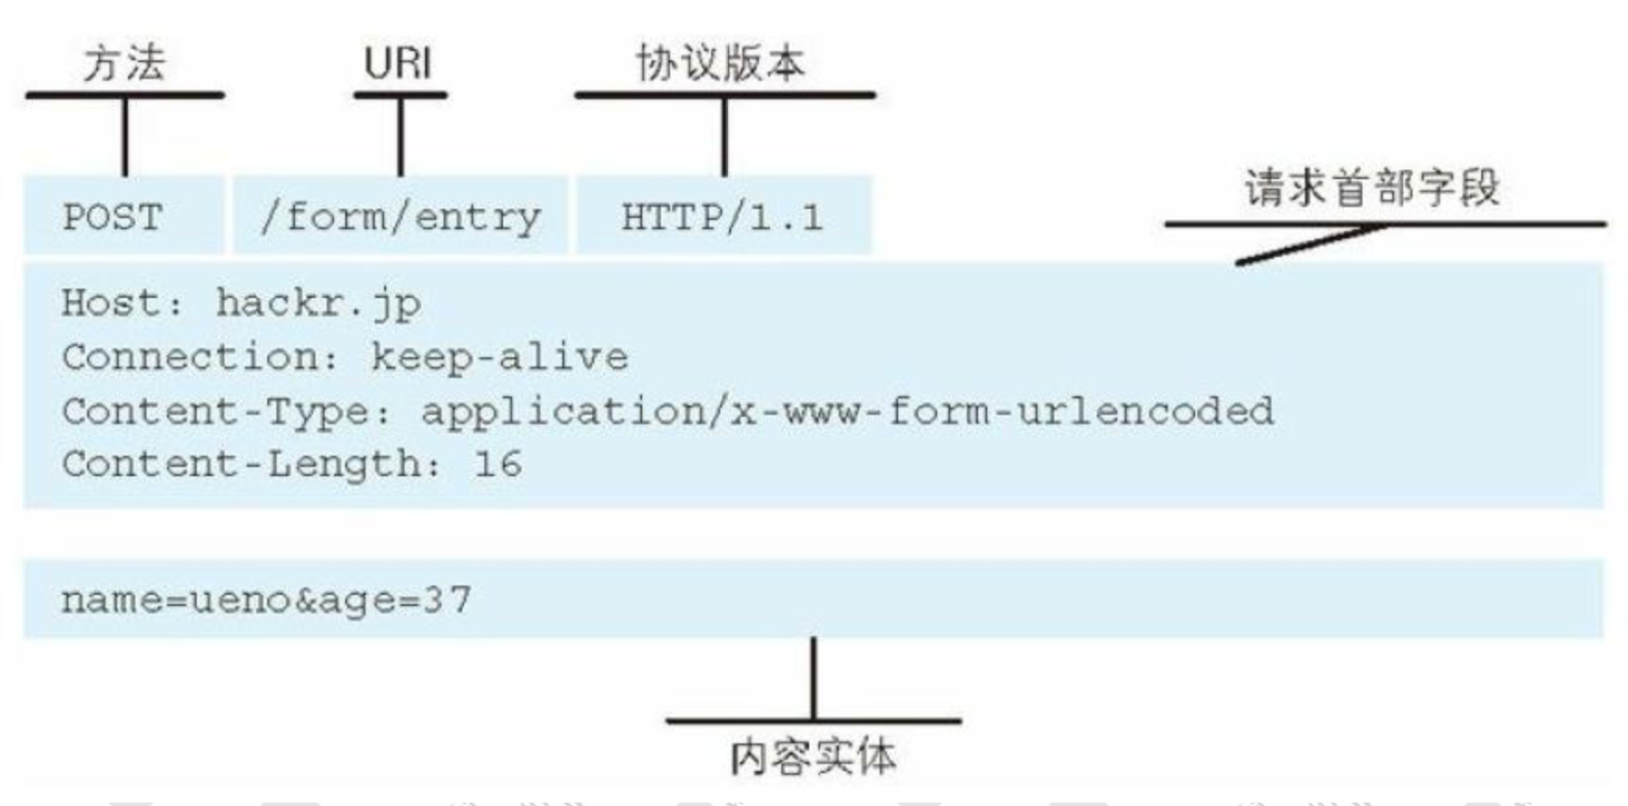 方法 URI 协议版本
POST /form/entry HTTP/1.1
请求首部字段
Host: hackr.jp
Connection: keep-alive
Content-Type: application/x-www-form-urlencoded
Content-Length: 16
name=ueno&age=37
内容实体